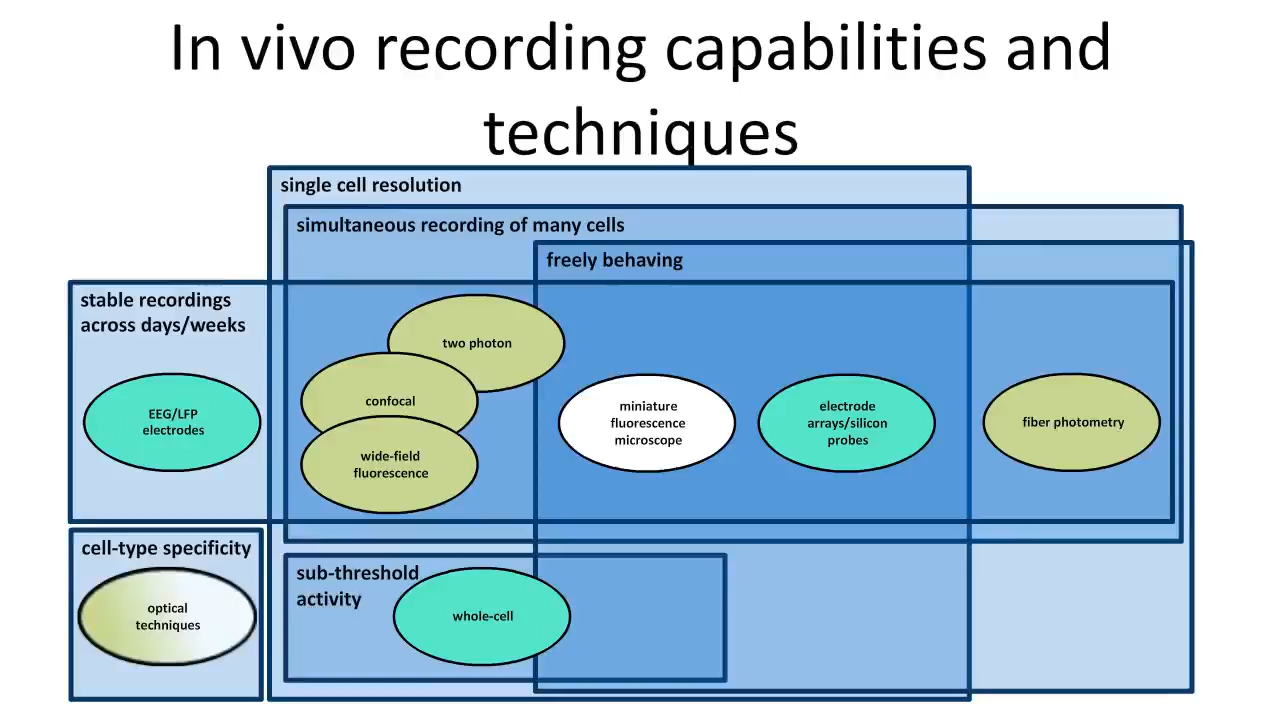 In vivo recording capabilities and
techniques
single cell resolution
simultaneous recording of many cells
freely behaving
stable recordings
across days/weeks
two photon
confocal
wide-field
fluorescence
EEG/LFP
electrodes
miniature
fluorescence
microscope
electrode
arrays/silicon
probes
fiber photometry
cell-type specificity
optical
techniques
sub-threshold
activity
whole-cell